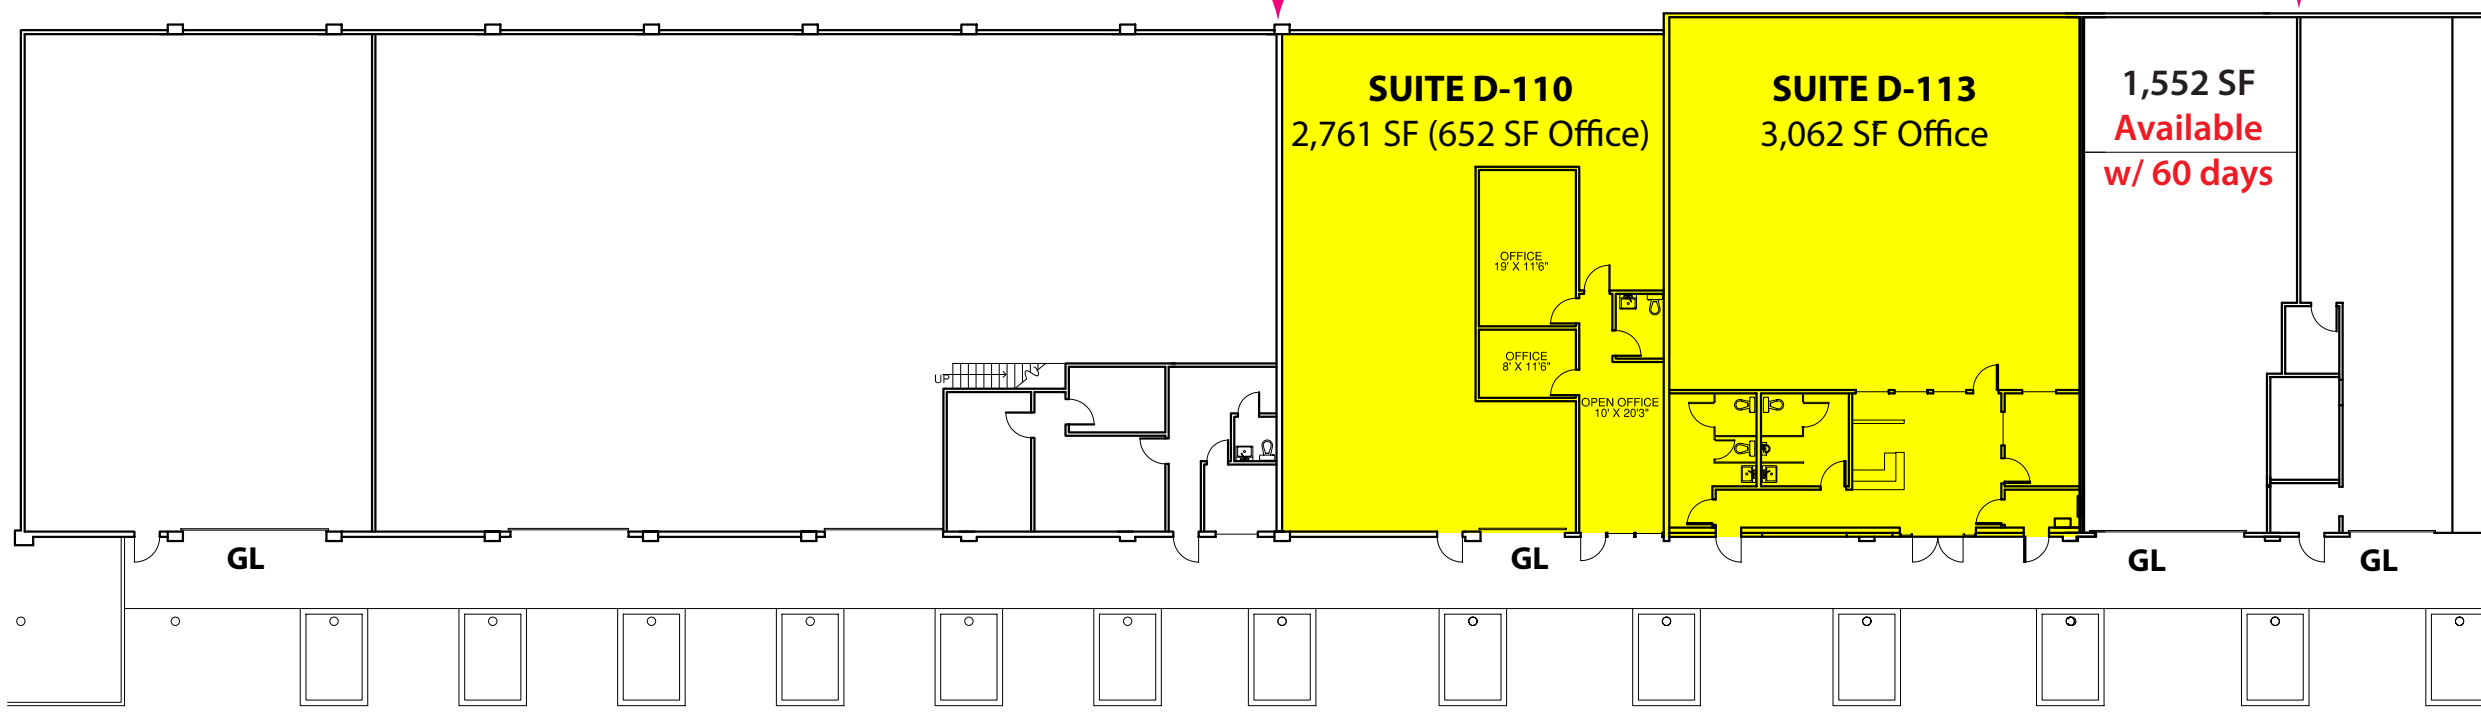 SUITE D-110
2,761 SF (652 SF Office)
SUITE D-113
3,062 SF Office
1,552 SF
Available
w/ 60 days
OFFICE
19' X 11'6"
OFFICE
8' X 11'6"
OPEN OFFICE
10' X 20'3"
UP
GL
GL
GL
GL